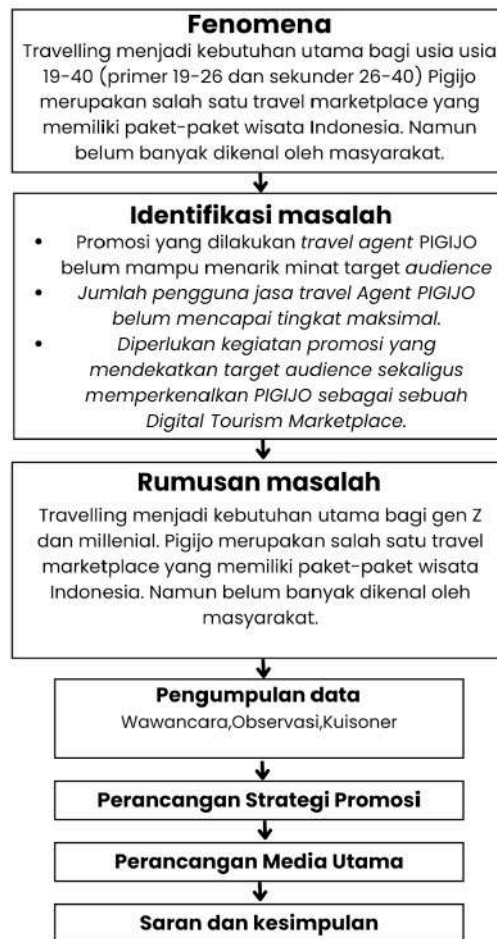 Fenomena
Travelling menjadi kebutuhan utama bagi usia usia
19-40 (primer 19-26 dan sekunder 26-40) Pigijo
merupakan salah satu travel marketplace yang
memiliki paket-paket wisata Indonesia. Namun
belum banyak dikenal oleh masyarakat.
Identifikasi masalah
• Promosi yang dilakukan travel agent PIGIJO
belum mampu menarik minat target audience
• Jumlah pengguna jasa travel Agent PIGIJO
belum mencapai tingkat maksimal.
• Diperlukan kegiatan promosi yang
mendekatkan target audience sekaligus
memperkenalkan PIGIJO sebagai sebuah
Digital Tourism Marketplace.
Rumusan masalah
Travelling menjadi kebutuhan utama bagi gen Z
dan millenial. Pigijo merupakan salah satu travel
marketplace yang memiliki paket-paket wisata
Indonesia. Namun belum banyak dikenal oleh
masyarakat.
Pengumpulan data
Wawancara,Observasi,Kuisoner
Perancangan Strategi Promosi
Perancangan Media Utama
Saran dan kesimpulan